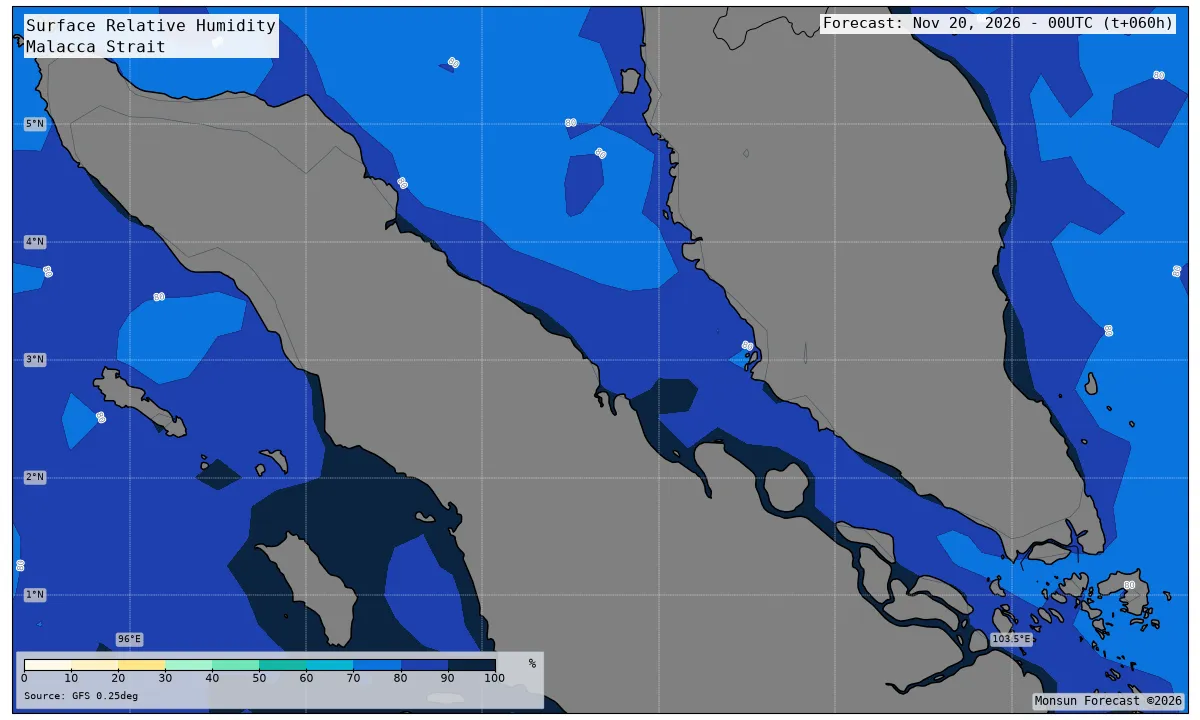 Surface Relative Humidity
Malacca Strait
Forecast: Nov 20, 2026 - 00UTC (t+060h)
80
80
80
80
80
5°N
4°N
80
80
80
80
80
3°N
80
2°N
80
1°N
80
96°E
103.5°E
%
0 10 20 30 40 50 60 70 80 90 100
Source: GFS 0.25deg
Monsun Forecast ©2026